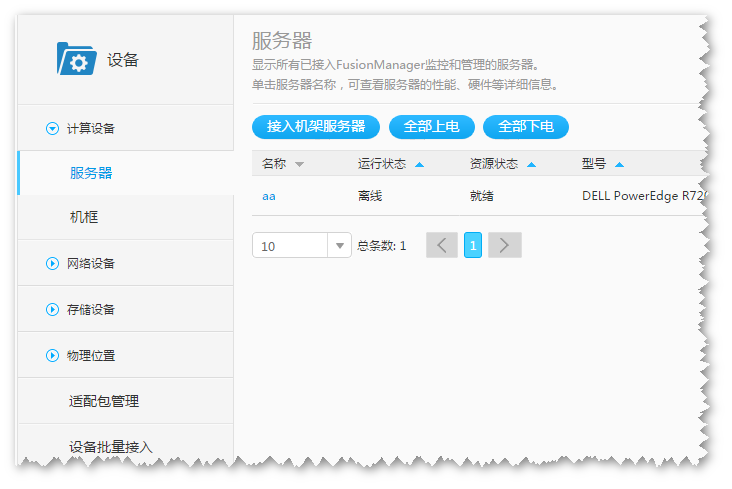 设备
计算设备
服务器
机框
网络设备
存储设备
物理位置
适配包管理
设备批量接入
服务器
显示所有已接入FusionManager监控和管理的服务器。
单击服务器名称，可查看服务器的性能、硬件等详细信息。
接入机架服务器 全部上电 全部下电
名称 运行状态 资源状态 型号
aa 离线 就绪 DELL PowerEdge R720
10 总条数: 1 1